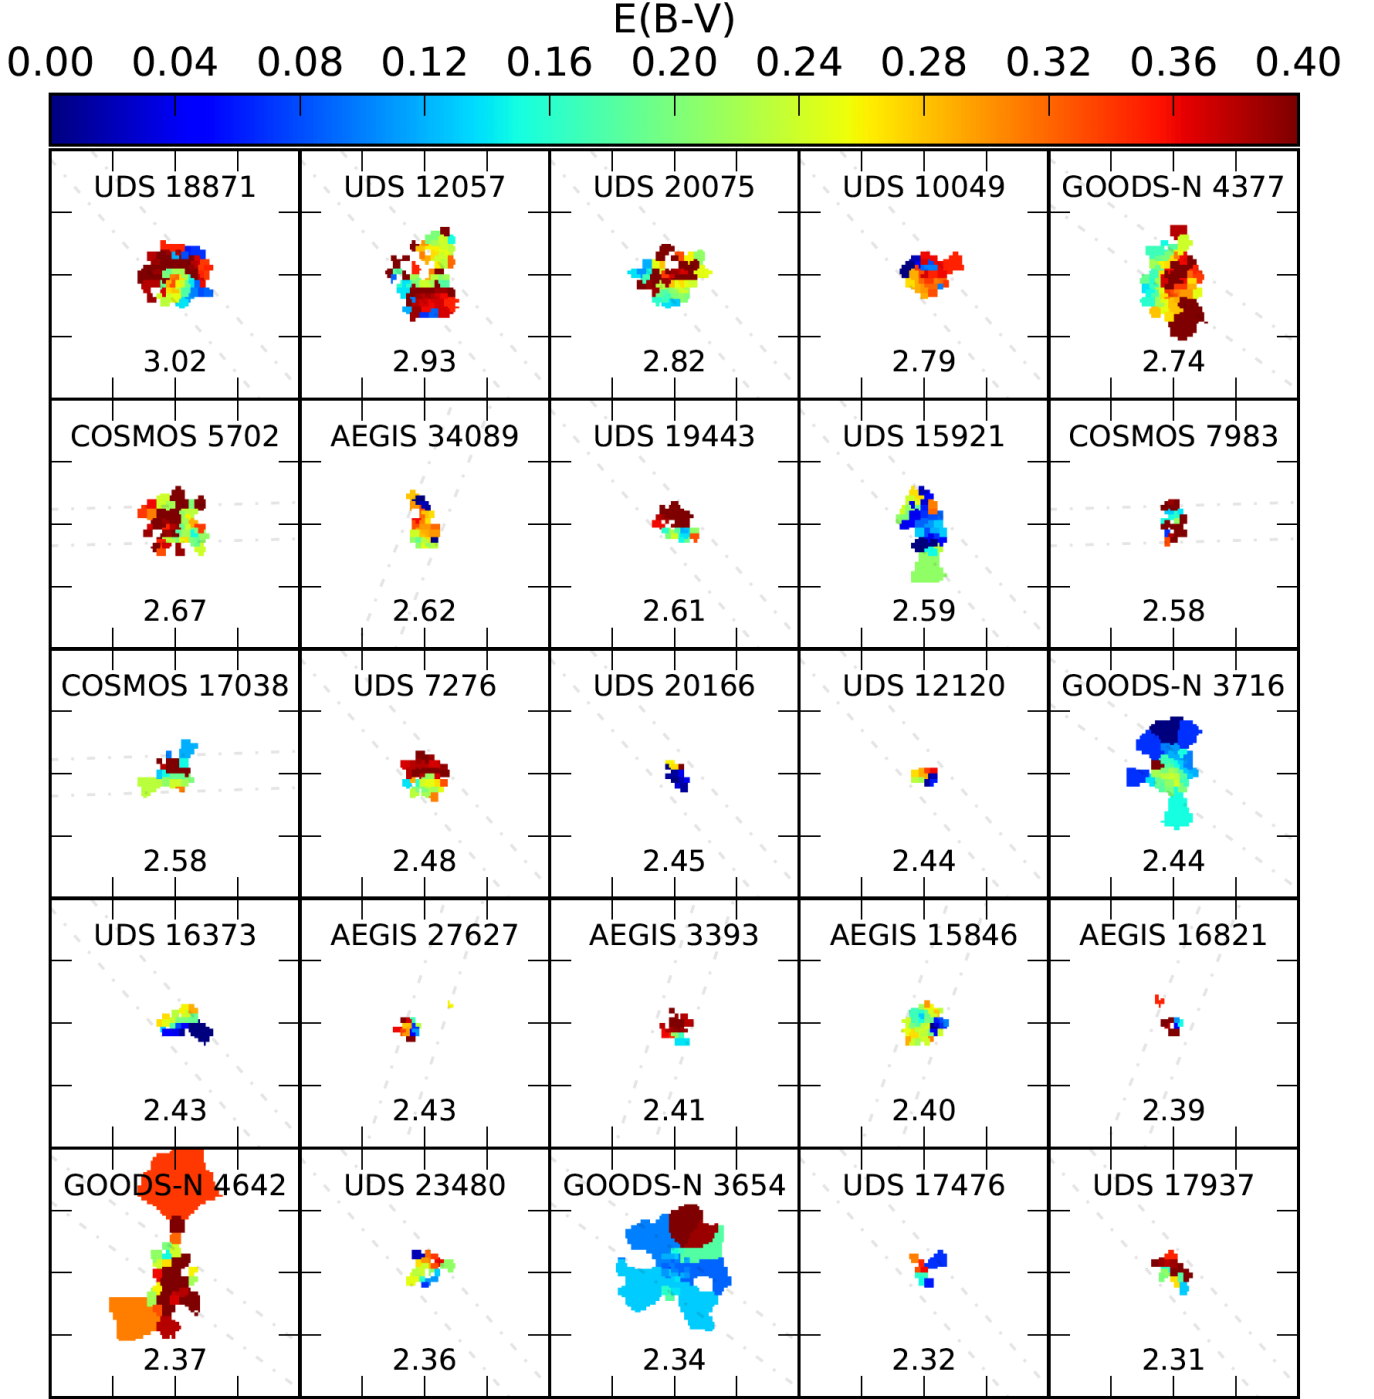 E(B-V)
0.00 0.04 0.08 0.12 0.16 0.20 0.24 0.28 0.32 0.36 0.40
UDS 18871 UDS 12057 UDS 20075 UDS 10049 GOODS-N 4377
3.02 2.93 2.82 2.79 2.74
COSMOS 5702 AEGIS 34089 UDS 19443 UDS 15921 COSMOS 7983
2.67 2.62 2.61 2.59 2.58
COSMOS 17038 UDS 7276 UDS 20166 UDS 12120 GOODS-N 3716
2.58 2.48 2.45 2.44 2.44
UDS 16373 AEGIS 27627 AEGIS 3393 AEGIS 15846 AEGIS 16821
2.43 2.43 2.41 2.40 2.39
GOODS-N 4642 UDS 23480 GOODS-N 3654 UDS 17476 UDS 17937
2.37 2.36 2.34 2.32 2.31